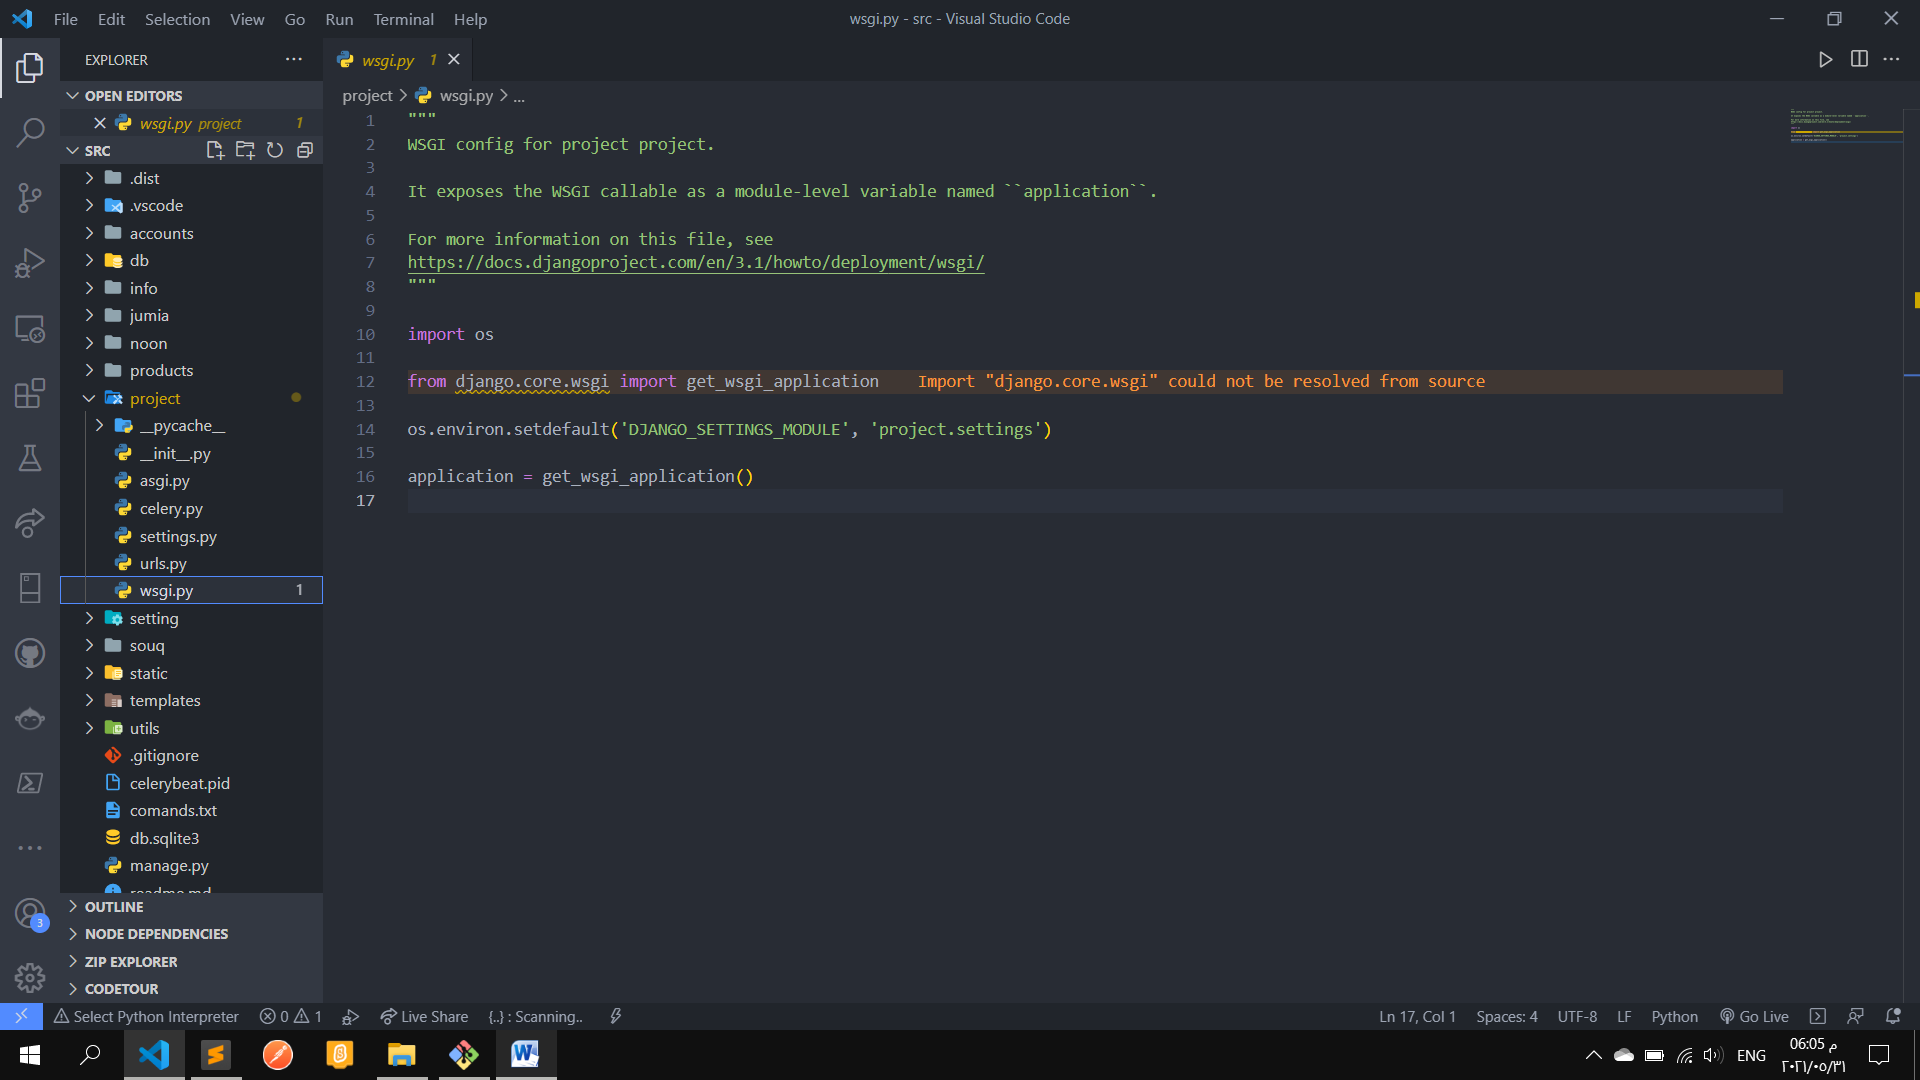 File Edit Selection View Go Run Terminal Help
wsgi.py - src - Visual Studio Code
EXPLORER
OPEN EDITORS
wsgi.py project 1
SRC
.dist
.vscode
accounts
db
info
jumia
noon
products
project
__pycache__
__init__.py
asgi.py
celery.py
settings.py
urls.py
wsgi.py 1
setting
souq
static
templates
utils
.gitignore
celerybeat.pid
comands.txt
db.sqlite3
manage.py
readme.md
OUTLINE
NODE DEPENDENCIES
ZIP EXPLORER
CODETOUR
3
wsgi.py 1
project > wsgi.py > ...
1 """
2 WSGI config for project project.
3
4 It exposes the WSGI callable as a module-level variable named ``application``.
5
6 For more information on this file, see
7 https://docs.djangoproject.com/en/3.1/howto/deployment/wsgi/
8 """
9
10 import os
11
12 from django.core.wsgi import get_wsgi_application Import "django.core.wsgi" could not be resolved from source
13
14 os.environ.setdefault('DJANGO_SETTINGS_MODULE', 'project.settings')
15
16 application = get_wsgi_application()
17
Select Python Interpreter 0 1 Live Share {..} : Scanning.. Ln 17, Col 1 Spaces: 4 UTF-8 LF Python Go Live
ENG
06:05 م
٢٠٢١/٠٥/٣١